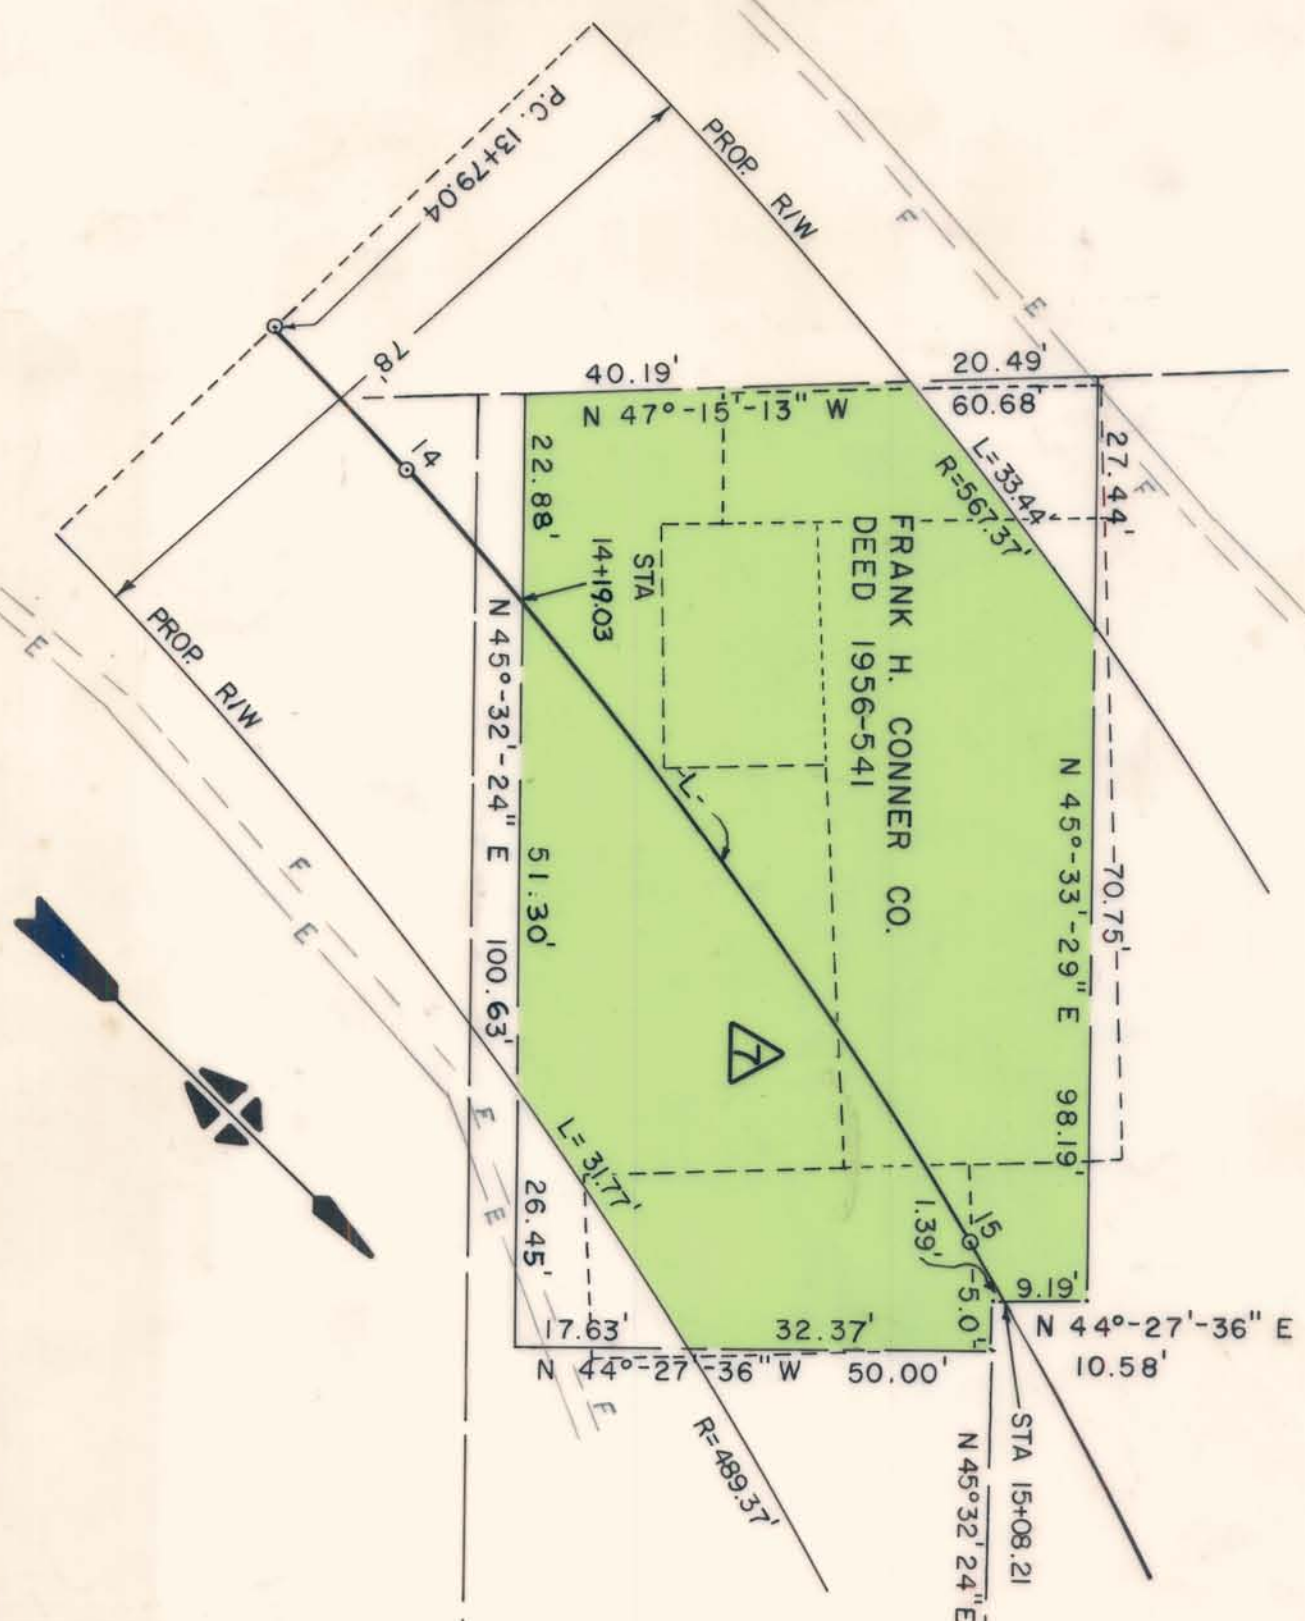 P.C. 13+79.04
78'
PROP. R/W
E
F
40.19'
N 47°-15'-13" W
20.49'
60.68'
27.44'
L=33.44'
R=567.37'
E
F
14
22.88'
STA
14+19.03
FRANK H. CONNER CO.
DEED 1956-541
PROP. R/W
E
N 45°-32'-24" E 100.63'
51.30'
-L-
N 45°-33'-29" E 98.19'
70.75'
F
E
7
L= 31.77'
26.45'
E
E
F
15
1.39'
5.0'
9.19'
N 44°-27'-36" E
10.58'
17.63'
32.37'
N 44°-27'-36" W 50.00'
R=489.37'
STA 15+08.21
N 45°32'24"E